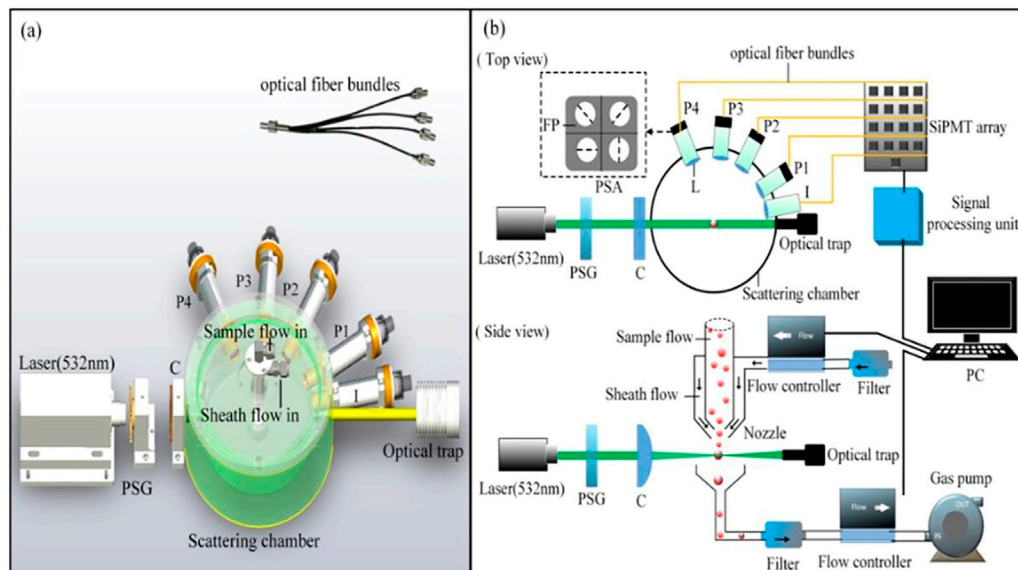 (a)
optical fiber bundles
P4
P3
P2
P1
I
Sample flow in
Sheath flow in
Laser(532nm)
C
PSG
Optical trap
Scattering chamber
(b)
( Top view)
optical fiber bundles
FP
PSA
P4
P3
P2
P1
I
L
SiPMT array
Signal
processing unit
Laser(532nm)
PSG
C
Optical trap
Scattering chamber
PC
( Side view)
Sample flow
Sheath flow
Flow
Flow controller
Filter
Nozzle
Laser(532nm)
PSG
C
Optical trap
Filter
Flow
Flow controller
Gas pump
OUT